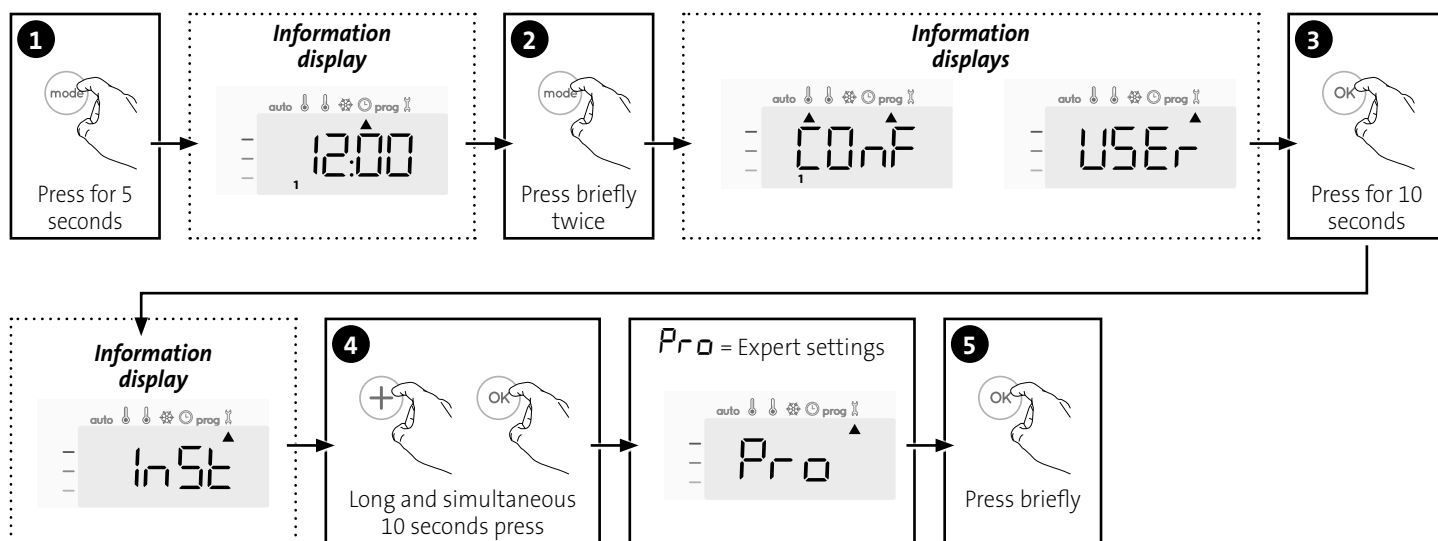 1
mode
Press for 5
seconds
Information
display
auto prog
12:00
1
2
mode
Press briefly
twice
Information
displays
auto prog
COnF
1
auto prog
USEr
3
OK
Press for 10
seconds
Information
display
auto prog
InSt
4
+ OK
Long and simultaneous
10 seconds press
Pro = Expert settings
auto prog
Pro
5
OK
Press briefly